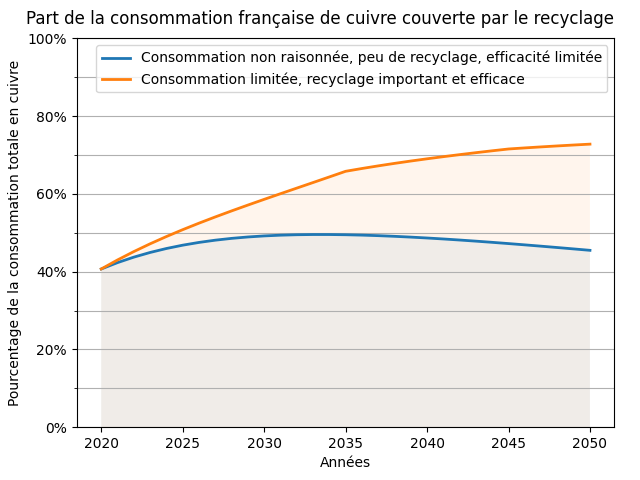 Part de la consommation française de cuivre couverte par le recyclage
Pourcentage de la consommation totale en cuivre
100%
80%
60%
40%
20%
0%
Consommation non raisonnée, peu de recyclage, efficacité limitée
Consommation limitée, recyclage important et efficace
2020 2025 2030 2035 2040 2045 2050
Années